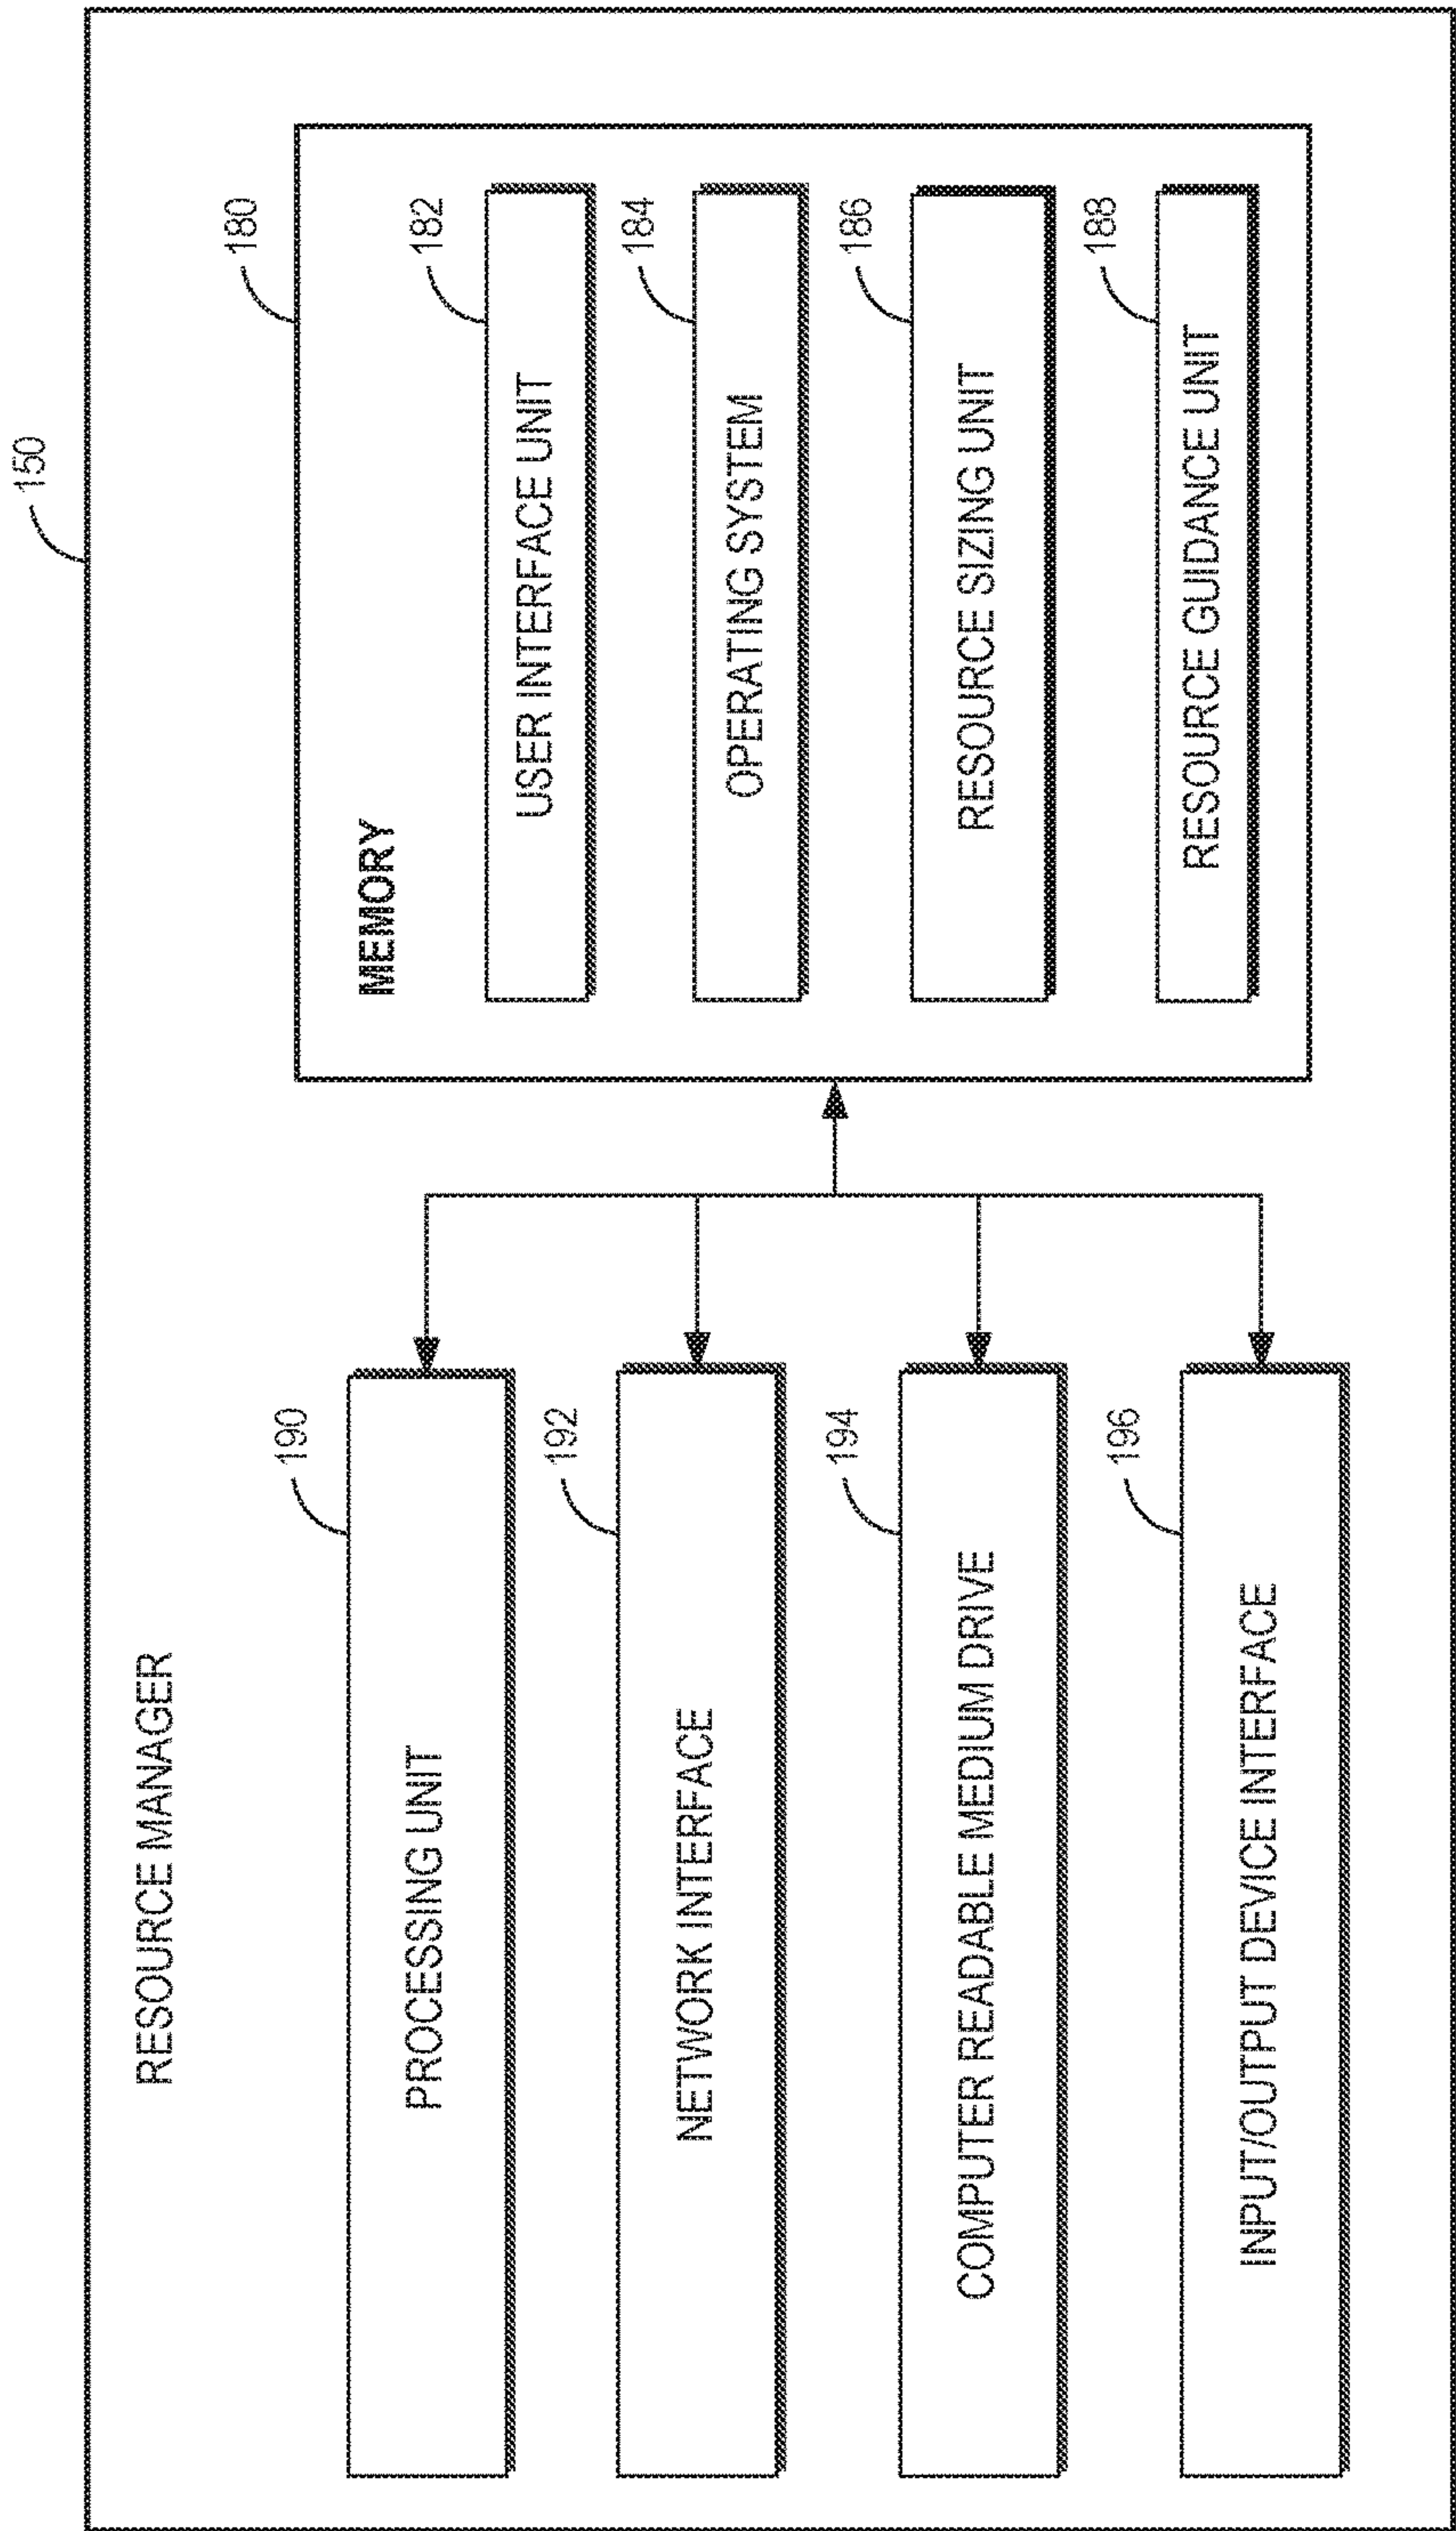 150
RESOURCE MANAGER
190
PROCESSING UNIT
192
NETWORK INTERFACE
194
COMPUTER READABLE MEDIUM DRIVE
196
INPUT/OUTPUT DEVICE INTERFACE
180
MEMORY
182
USER INTERFACE UNIT
184
OPERATING SYSTEM
186
RESOURCE SIZING UNIT
188
RESOURCE GUIDANCE UNIT